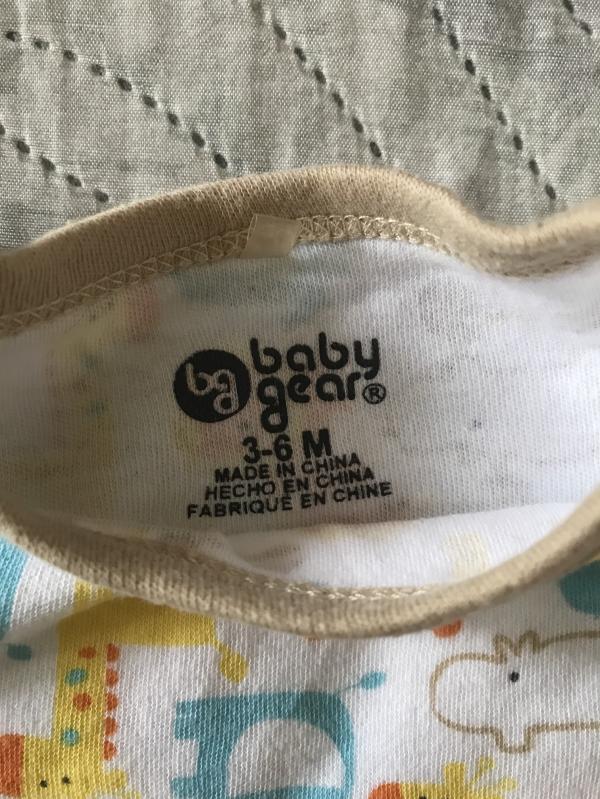 bg baby
gear®
3-6 M
MADE IN CHINA
HECHO EN CHINA
FABRIQUÉ EN CHINE